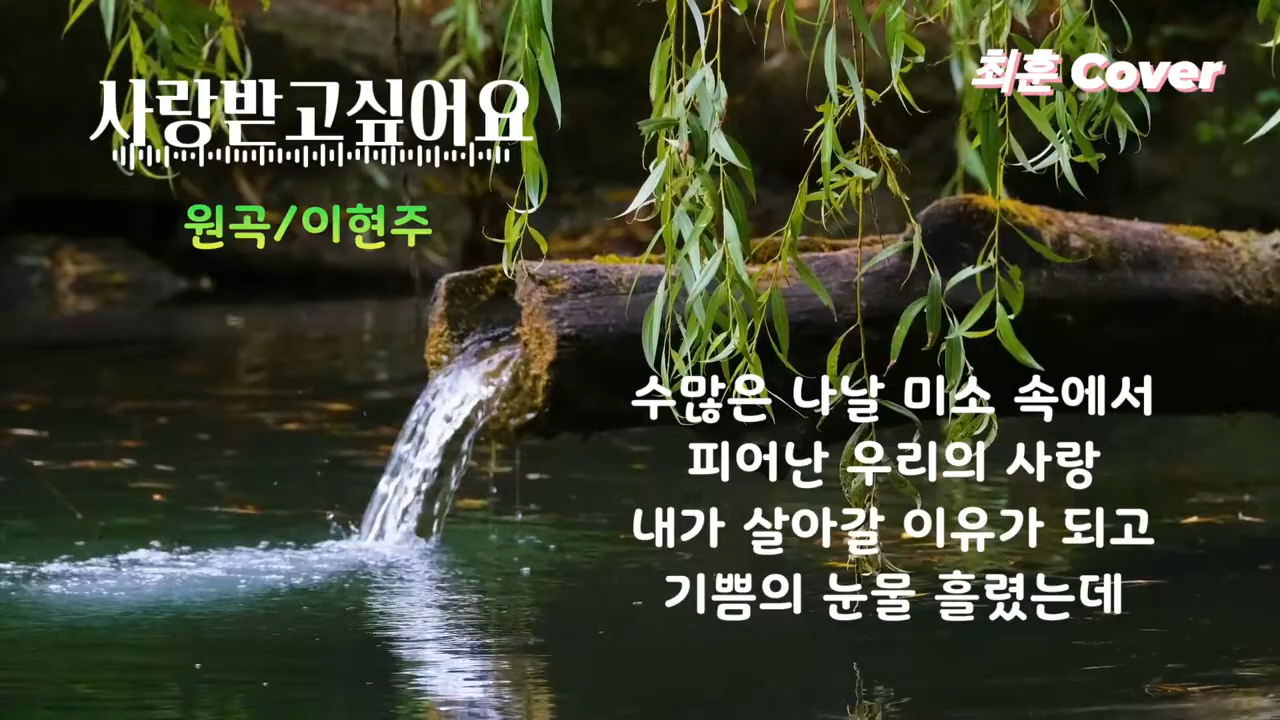 사랑받고싶어요
최훈 Cover
원곡/이현주
수많은 나날 미소 속에서
피어난 우리의 사랑
내가 살아갈 이유가 되고
기쁨의 눈물 흘렸는데